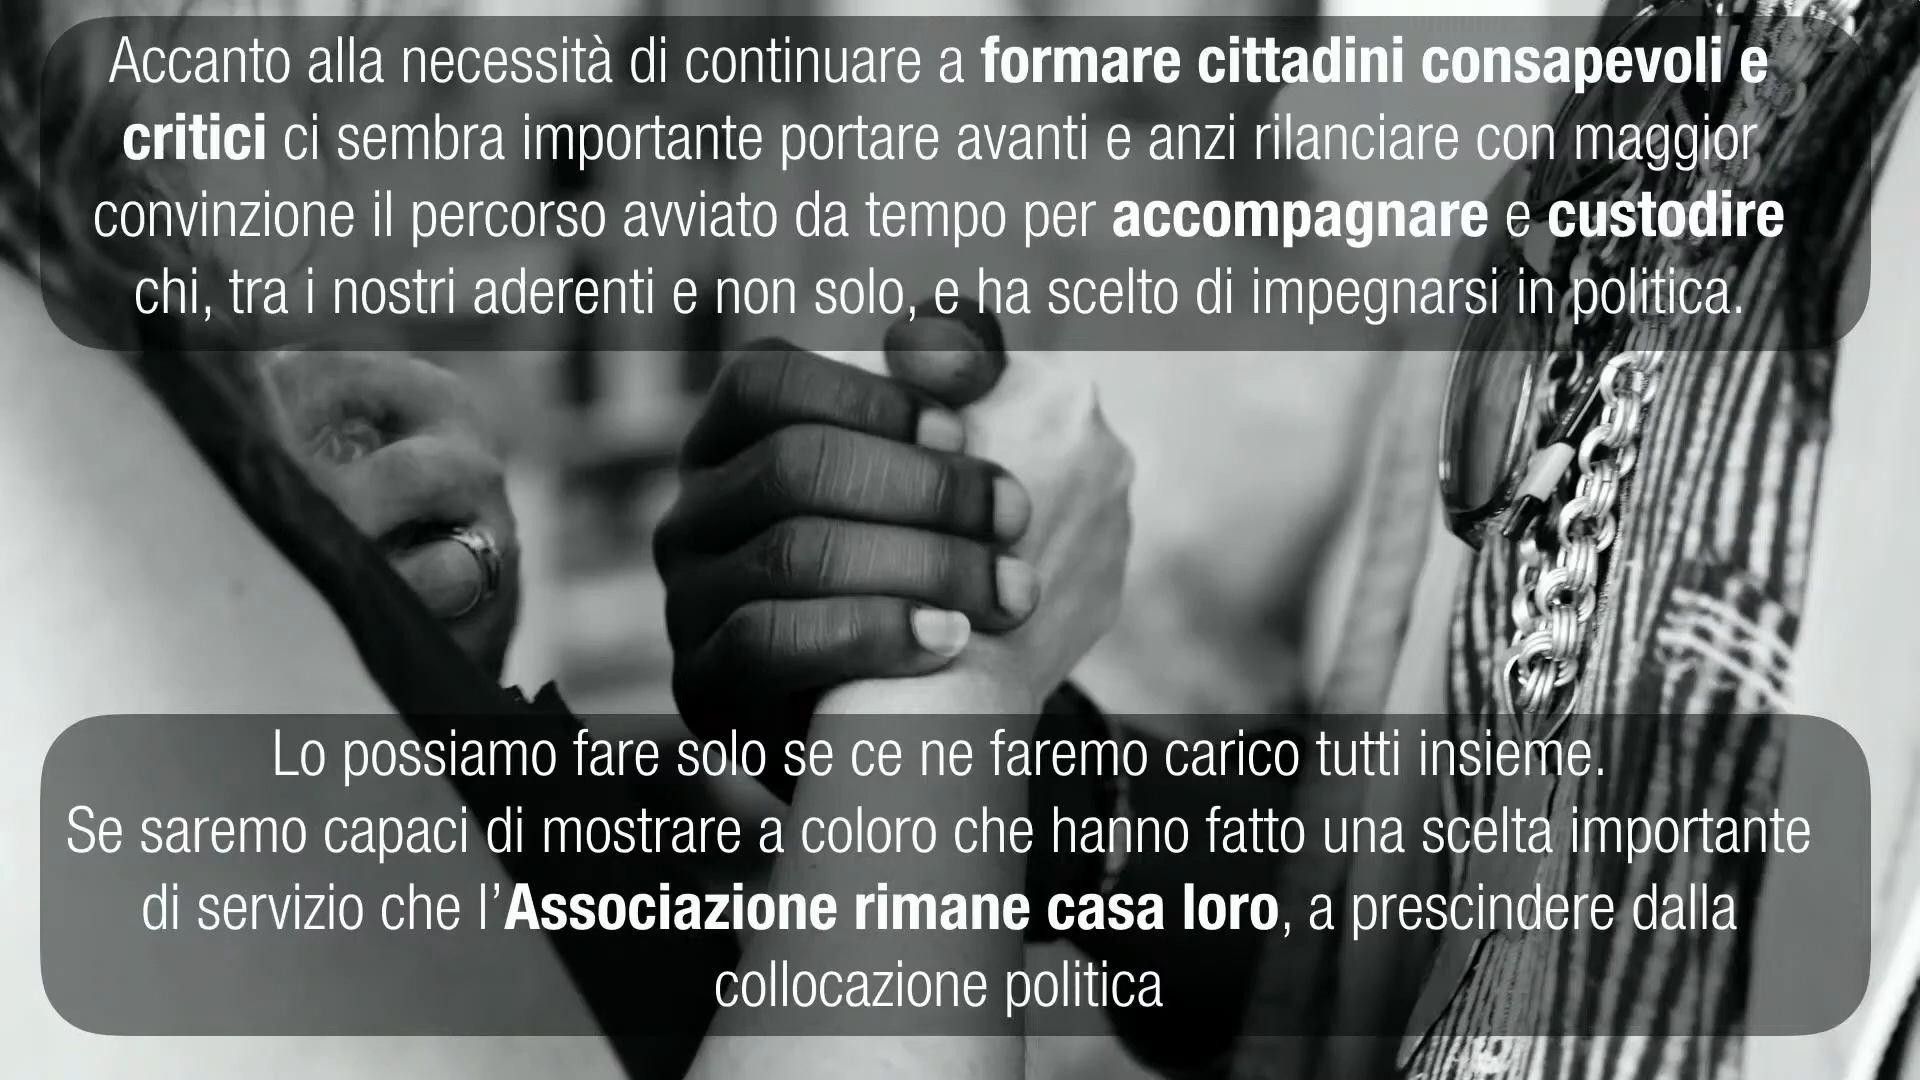 Accanto alla necessità di continuare a formare cittadini consapevoli e
critici ci sembra importante portare avanti e anzi rilanciare con maggior
convinzione il percorso avviato da tempo per accompagnare e custodire
chi, tra i nostri aderenti e non solo, e ha scelto di impegnarsi in politica.
Lo possiamo fare solo se ce ne faremo carico tutti insieme.
Se saremo capaci di mostrare a coloro che hanno fatto una scelta importante
di servizio che l’Associazione rimane casa loro, a prescindere dalla
collocazione politica